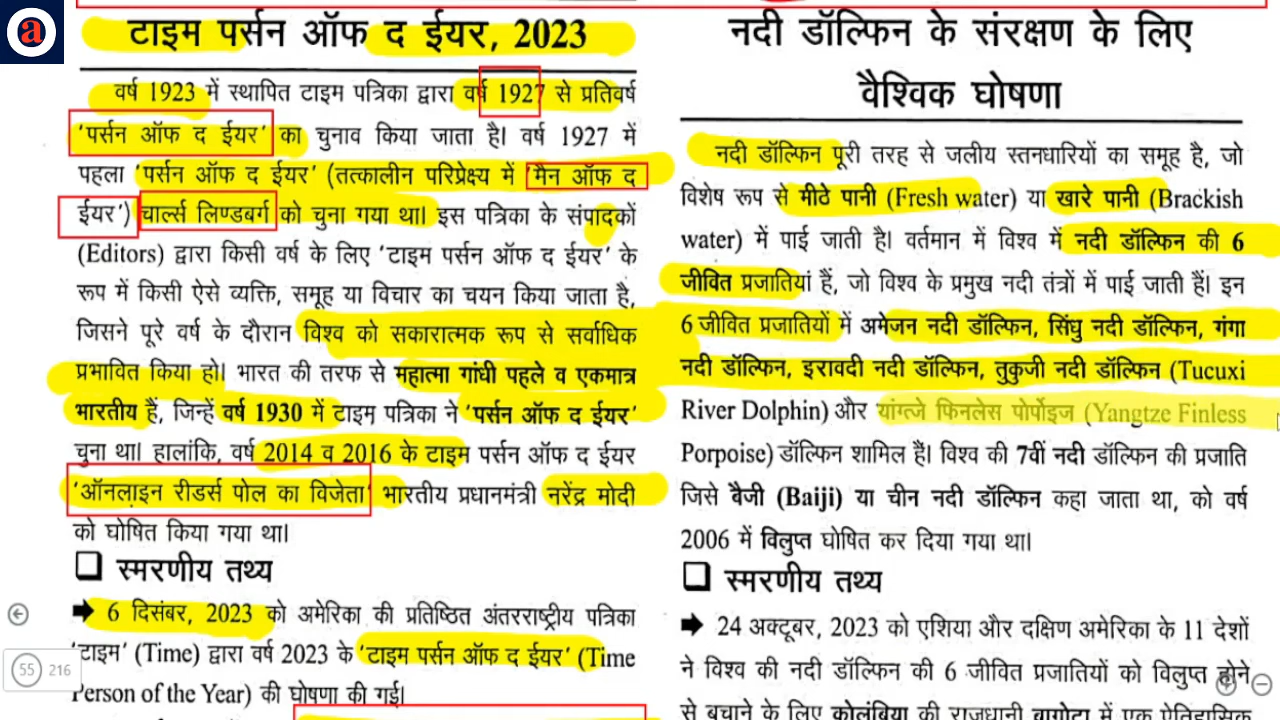 a
टाइम पर्सन ऑफ द ईयर, 2023
वर्ष 1923 में स्थापित टाइम पत्रिका द्वारा वर्ष 1927 से प्रतिवर्ष
'पर्सन ऑफ द ईयर' का चुनाव किया जाता है। वर्ष 1927 में
पहला 'पर्सन ऑफ द ईयर' (तत्कालीन परिप्रेक्ष्य में 'मैन ऑफ द
ईयर') चार्ल्स लिण्डबर्ग को चुना गया था। इस पत्रिका के संपादकों
(Editors) द्वारा किसी वर्ष के लिए 'टाइम पर्सन ऑफ द ईयर' के
रूप में किसी ऐसे व्यक्ति, समूह या विचार का चयन किया जाता है,
जिसने पूरे वर्ष के दौरान विश्व को सकारात्मक रूप से सर्वाधिक
प्रभावित किया हो। भारत की तरफ से महात्मा गांधी पहले व एकमात्र
भारतीय हैं, जिन्हें वर्ष 1930 में टाइम पत्रिका ने 'पर्सन ऑफ द ईयर'
चुना था। हालांकि, वर्ष 2014 व 2016 के टाइम पर्सन ऑफ द ईयर
'ऑनलाइन रीडर्स पोल का विजेता' भारतीय प्रधानमंत्री नरेंद्र मोदी
को घोषित किया गया था।
❑ स्मरणीय तथ्य
➡ 6 दिसंबर, 2023 को अमेरिका की प्रतिष्ठित अंतरराष्ट्रीय पत्रिका
'टाइम' (Time) द्वारा वर्ष 2023 के 'टाइम पर्सन ऑफ द ईयर' (Time
Person of the Year) की घोषणा की गई।
55 216
नदी डॉल्फिन के संरक्षण के लिए
वैश्विक घोषणा
नदी डॉल्फिन पूरी तरह से जलीय स्तनधारियों का समूह है, जो
विशेष रूप से मीठे पानी (Fresh water) या खारे पानी (Brackish
water) में पाई जाती है। वर्तमान में विश्व में नदी डॉल्फिन की 6
जीवित प्रजातियां हैं, जो विश्व के प्रमुख नदी तंत्रों में पाई जाती हैं। इन
6 जीवित प्रजातियों में अमेजन नदी डॉल्फिन, सिंधु नदी डॉल्फिन, गंगा
नदी डॉल्फिन, इरावदी नदी डॉल्फिन, तुकुजी नदी डॉल्फिन (Tucuxi
River Dolphin) और यांग्त्जे फिनलेस पोर्पोइज (Yangtze Finless
Porpoise) डॉल्फिन शामिल हैं। विश्व की 7वीं नदी डॉल्फिन की प्रजाति
जिसे बैजी (Baiji) या चीन नदी डॉल्फिन कहा जाता था, को वर्ष
2006 में विलुप्त घोषित कर दिया गया था।
❑ स्मरणीय तथ्य
➡ 24 अक्टूबर, 2023 को एशिया और दक्षिण अमेरिका के 11 देशों
ने विश्व की नदी डॉल्फिन की 6 जीवित प्रजातियों को विलुप्त होने
से बचाने के लिए कोलंबिया की राजधानी बागोटा में एक ऐतिहासिक